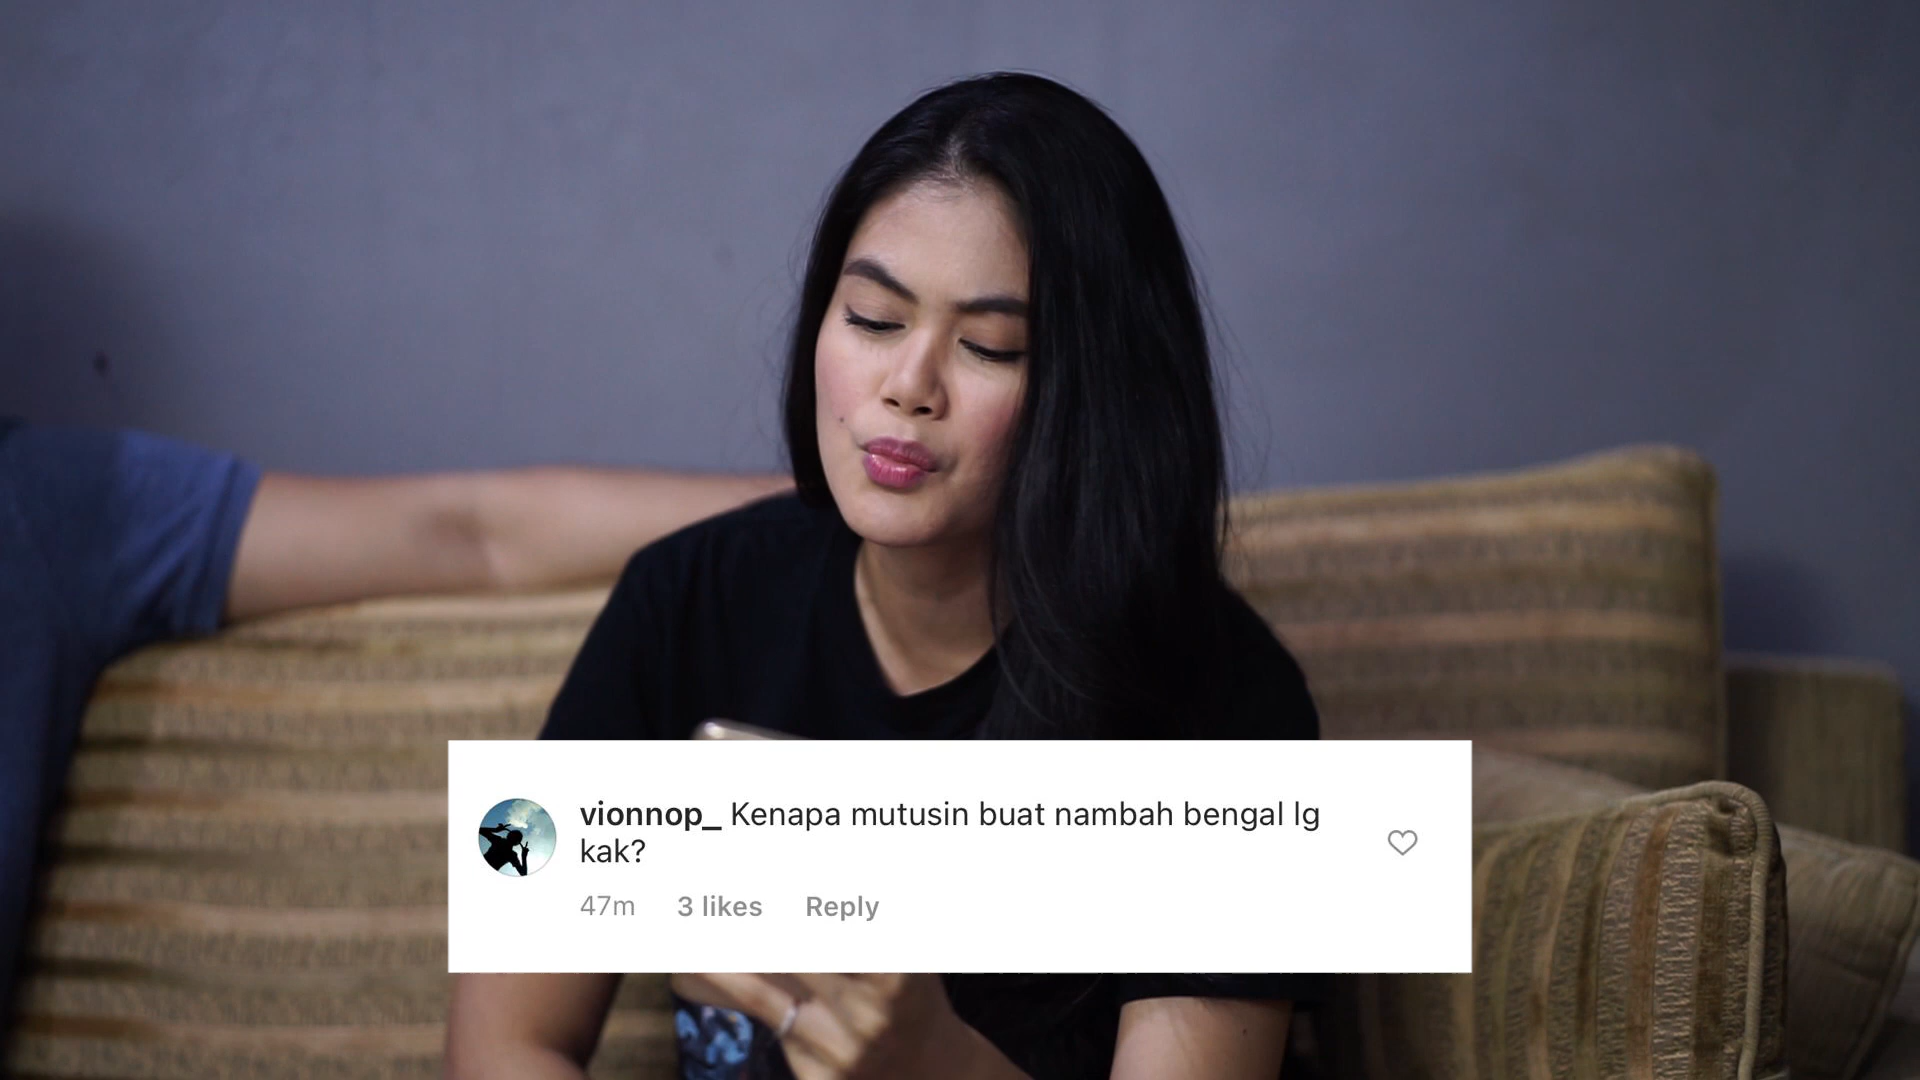 vionnop_ Kenapa mutusin buat nambah bengal lg
kak?
47m 3 likes Reply